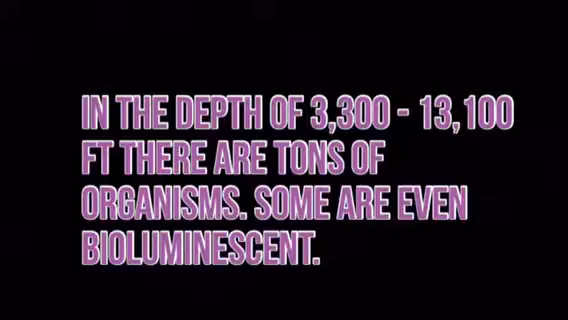 IN THE DEPTH OF 3,300 - 13,100
FT THERE ARE TONS OF
ORGANISMS. SOME ARE EVEN
BIOLUMINESCENT.